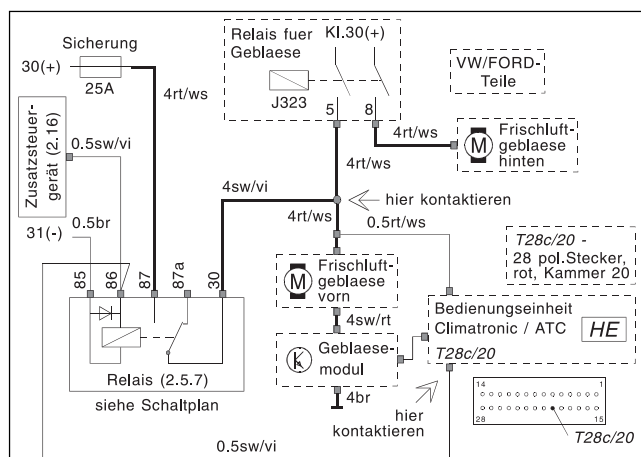 Sicherung
30(+)
25A
4rt/ws
Relais fuer
Geblaese
Kl.30(+)
J323
5
8
VW/FORD-
Teile
Zusatzsteuer-
gerät (2.16)
0.5sw/vi
4rt/ws
4rt/ws
M
Frischluft-
geblaese
hinten
4sw/vi
hier kontaktieren
4rt/ws
0.5rt/ws
0.5br
31(-)
T28c/20 -
28 pol.Stecker,
rot, Kammer 20
85
86
87
87a
30
M
Frischluft-
geblaese
vorn
4sw/rt
Bedienungseinheit
Climatronic / ATC
HE
T28c/20
Geblaese-
modul
Relais (2.5.7)
siehe Schaltplan
4br
hier
kontaktieren
14
1
28
15
T28c/20
0.5sw/vi